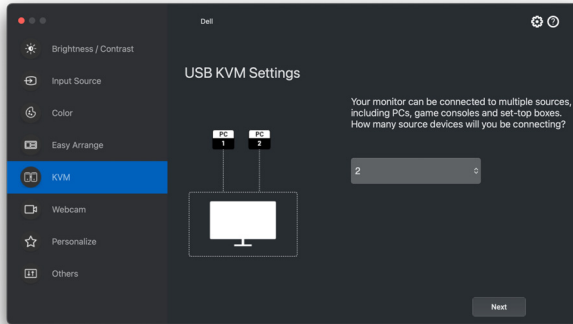 Dell
Brightness / Contrast
Input Source
Color
Easy Arrange
KVM
Webcam
Personalize
Others
USB KVM Settings
PC
1
PC
2
Your monitor can be connected to multiple sources,
including PCs, game consoles and set-top boxes.
How many source devices will you be connecting?
2
Next